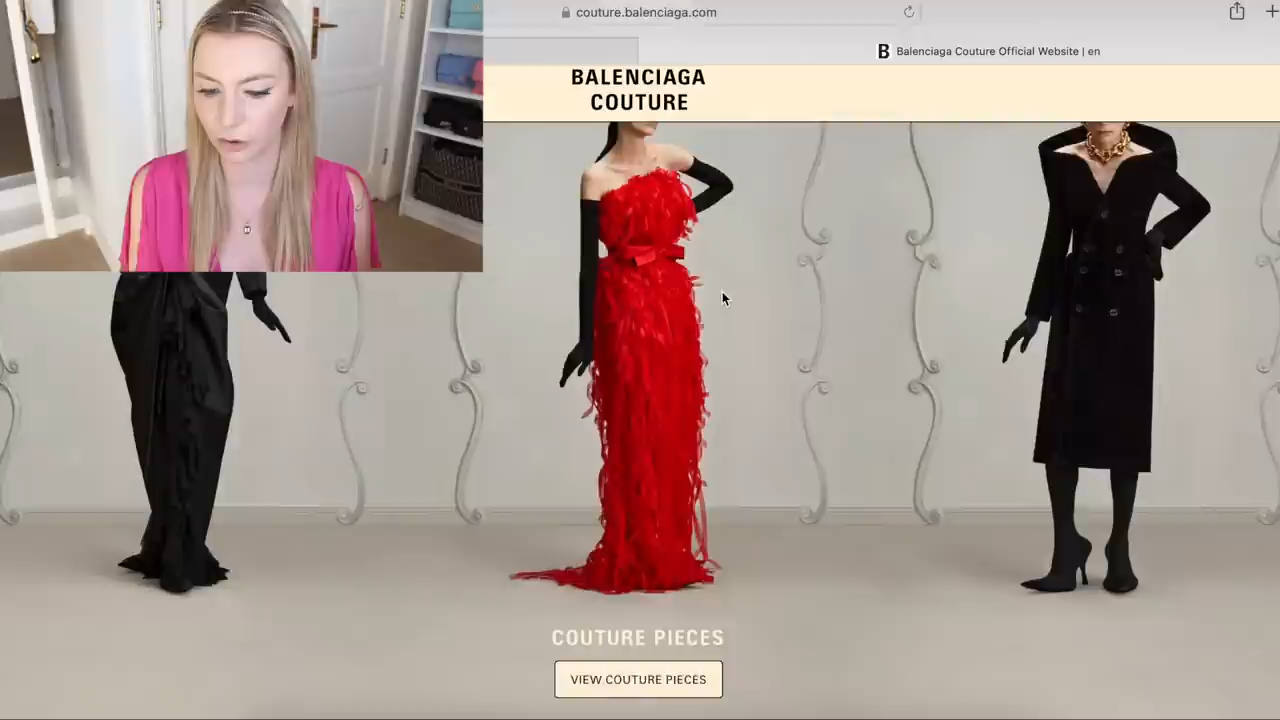 couture.balenciaga.com
B Balenciaga Couture Official Website | en
BALENCIAGA
COUTURE
COUTURE PIECES
VIEW COUTURE PIECES